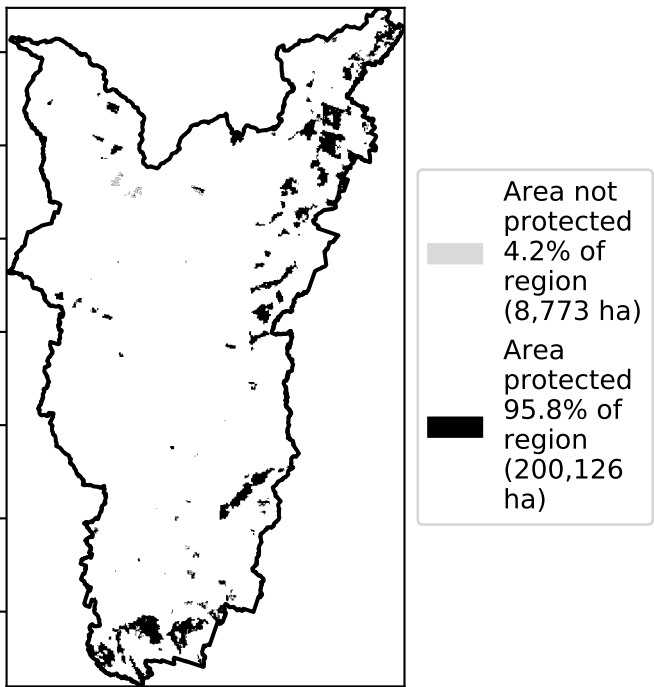 Area not
protected
4.2% of
region
(8,773 ha)
Area
protected
95.8% of
region
(200,126
ha)